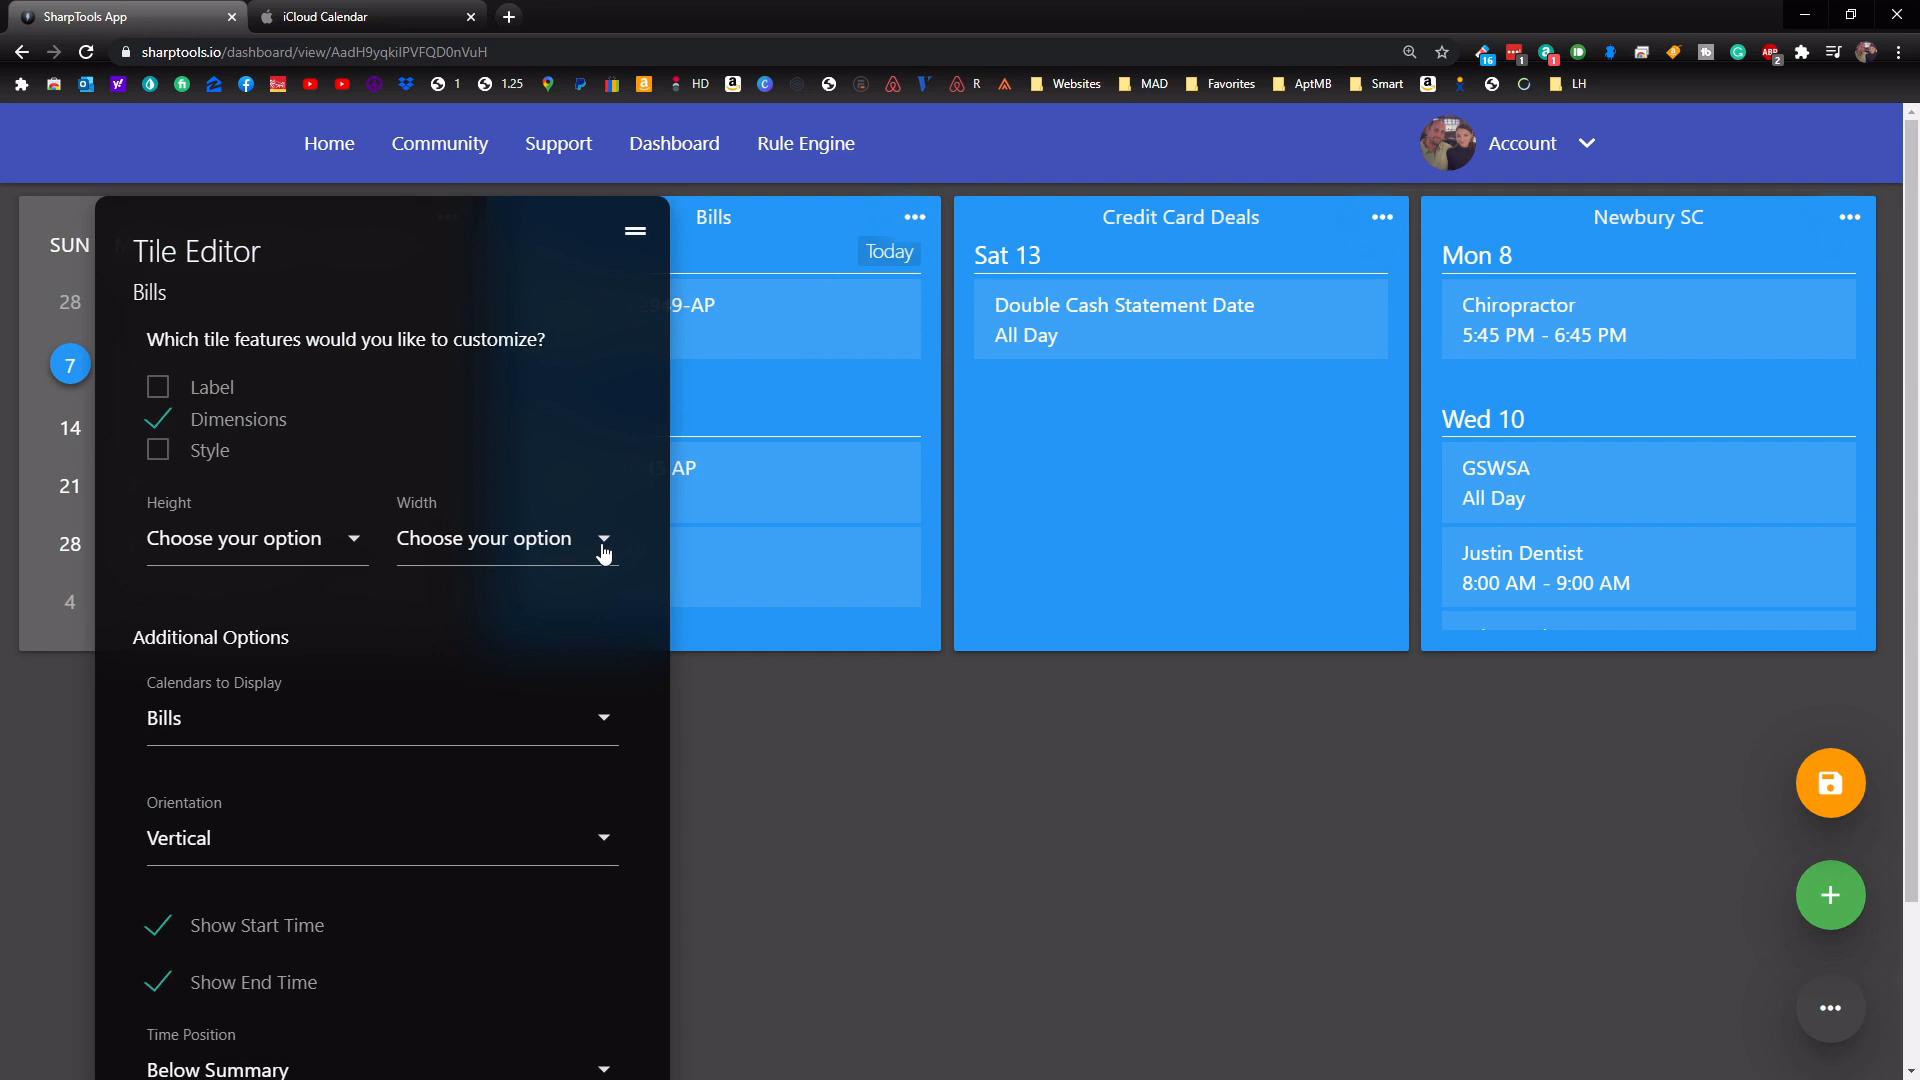 SharpTools App
iCloud Calendar
sharptools.io/dashboard/view/AadH9yqkilPVFQD0nVuH
16
1
1
2
1
1.25
HD
R
Websites
MAD
Favorites
AptMB
Smart
LH
Home
Community
Support
Dashboard
Rule Engine
Account
SUN
28
7
14
21
28
4
Tile Editor
Bills
Which tile features would you like to customize?
Label
Dimensions
Style
Height
Width
Choose your option
Choose your option
Additional Options
Calendars to Display
Bills
Orientation
Vertical
Show Start Time
Show End Time
Time Position
Below Summary
Bills
Today
9-AP
AP
Credit Card Deals
Sat 13
Double Cash Statement Date
All Day
Newbury SC
Mon 8
Chiropractor
5:45 PM - 6:45 PM
Wed 10
GSWSA
All Day
Justin Dentist
8:00 AM - 9:00 AM